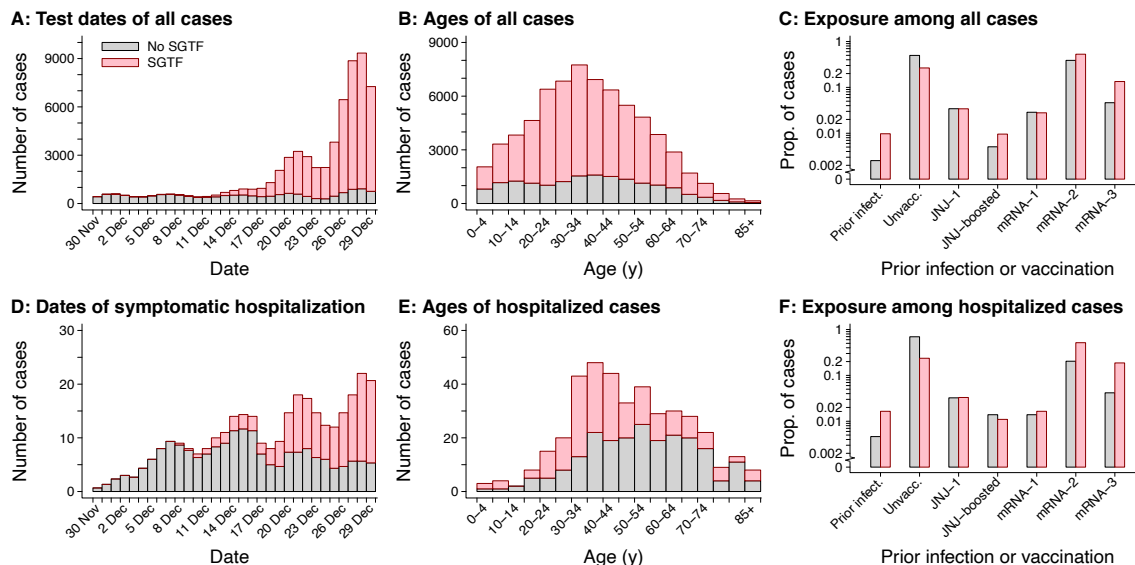 A: Test dates of all cases
Number of cases
9000
6000
3000
0
No SGTF
SGTF
30 Nov
2 Dec
5 Dec
8 Dec
11 Dec
14 Dec
17 Dec
20 Dec
23 Dec
26 Dec
29 Dec
Date
B: Ages of all cases
Number of cases
9000
7500
6000
4500
3000
1500
0
0−4
10−14
20−24
30−34
40−44
50−54
60−64
70−74
85+
Age (y)
C: Exposure among all cases
Prop. of cases
1
0.2
0.1
0.01
0.002
0
Prior infect.
Unvacc.
JNJ−1
JNJ−boosted
mRNA−1
mRNA−2
mRNA−3
Prior infection or vaccination
D: Dates of symptomatic hospitalization
Number of cases
30
20
10
0
30 Nov
2 Dec
5 Dec
8 Dec
11 Dec
14 Dec
17 Dec
20 Dec
23 Dec
26 Dec
29 Dec
Date
E: Ages of hospitalized cases
Number of cases
60
40
20
0
0−4
10−14
20−24
30−34
40−44
50−54
60−64
70−74
85+
Age (y)
F: Exposure among hospitalized cases
Prop. of cases
1
0.2
0.1
0.02
0.01
0.002
0
Prior infect.
Unvacc.
JNJ−1
JNJ−boosted
mRNA−1
mRNA−2
mRNA−3
Prior infection or vaccination